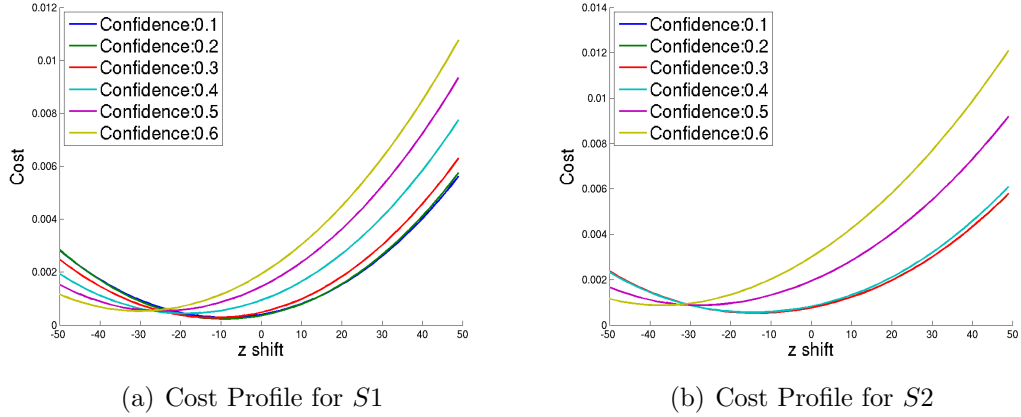 0.012
0.01
0.008
0.006
0.004
0.002
0
Cost
Confidence:0.1
Confidence:0.2
Confidence:0.3
Confidence:0.4
Confidence:0.5
Confidence:0.6
-50 -40 -30 -20 -10 0 10 20 30 40 50
z shift
(a) Cost Profile for S1
0.014
0.012
0.01
0.008
0.006
0.004
0.002
0
Cost
Confidence:0.1
Confidence:0.2
Confidence:0.3
Confidence:0.4
Confidence:0.5
Confidence:0.6
-50 -40 -30 -20 -10 0 10 20 30 40 50
z shift
(b) Cost Profile for S2